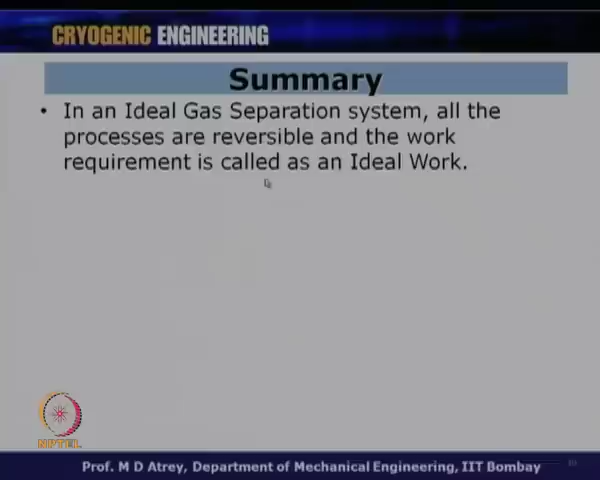 CRYOGENIC ENGINEERING
Summary
• In an Ideal Gas Separation system, all the
processes are reversible and the work
requirement is called as an Ideal Work.
NPTEL
Prof. M D Atrey, Department of Mechanical Engineering, IIT Bombay